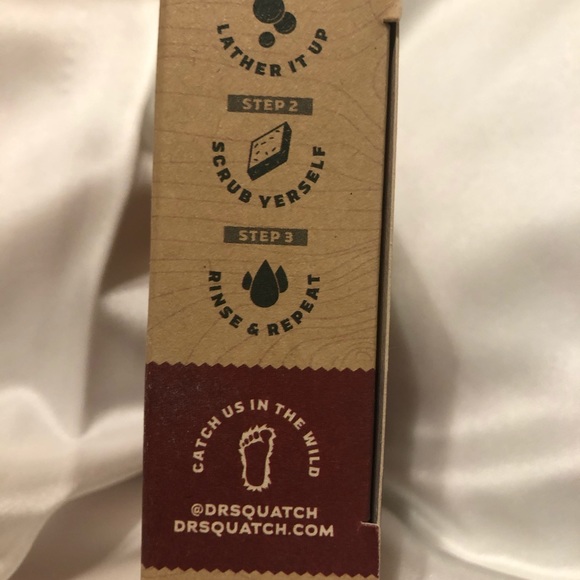 LATHER IT UP
STEP 2
SCRUB YERSELF
STEP 3
RINSE & REPEAT
CATCH US IN THE WILD
@DRSQUATCH
DRSQUATCH.COM